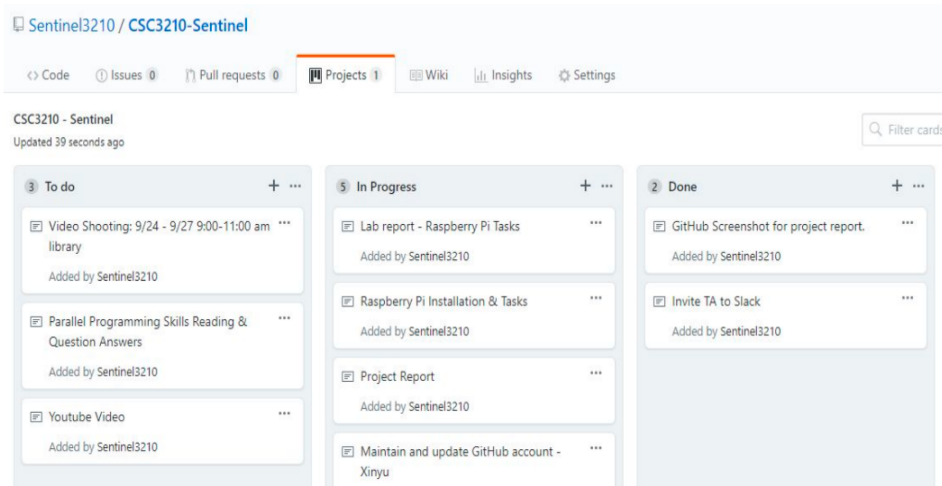 Sentinel3210 / CSC3210-Sentinel
<> Code Issues 0 Pull requests 0 Projects 1 Wiki Insights Settings
CSC3210 - Sentinel
Updated 39 seconds ago
Filter cards
3 To do + ...
Video Shooting: 9/24 - 9/27 9:00-11:00 am ...
library
Added by Sentinel3210
Parallel Programming Skills Reading & ...
Question Answers
Added by Sentinel3210
Youtube Video ...
Added by Sentinel3210
5 In Progress + ...
Lab report - Raspberry Pi Tasks ...
Added by Sentinel3210
Raspberry Pi Installation & Tasks ...
Added by Sentinel3210
Project Report ...
Added by Sentinel3210
Maintain and update GitHub account - ...
Xinyu
2 Done + ...
GitHub Screenshot for project report. ...
Added by Sentinel3210
Invite TA to Slack ...
Added by Sentinel3210